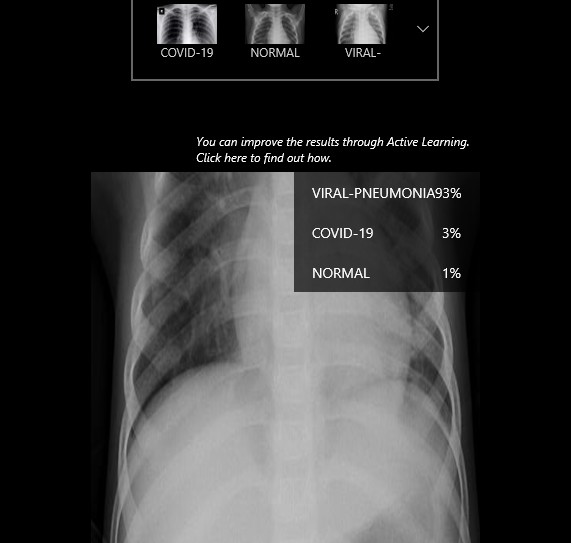 COVID-19 NORMAL VIRAL-
You can improve the results through Active Learning.
Click here to find out how.
VIRAL-PNEUMONIA93%
COVID-19 3%
NORMAL 1%